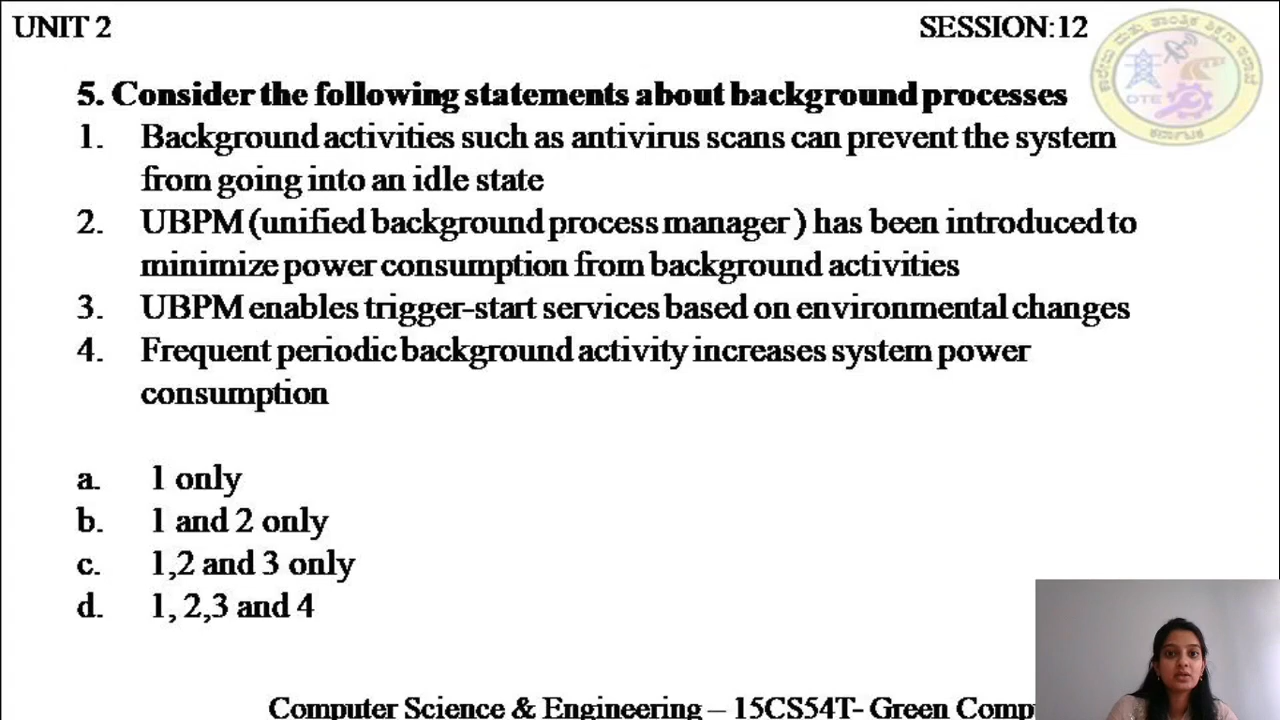 UNIT 2
SESSION:12
5. Consider the following statements about background processes
1. Background activities such as antivirus scans can prevent the system
from going into an idle state
2. UBPM (unified background process manager ) has been introduced to
minimize power consumption from background activities
3. UBPM enables trigger-start services based on environmental changes
4. Frequent periodic background activity increases system power
consumption
a. 1 only
b. 1 and 2 only
c. 1,2 and 3 only
d. 1, 2,3 and 4
Computer Science & Engineering – 15CS54T- Green Comp
DTE